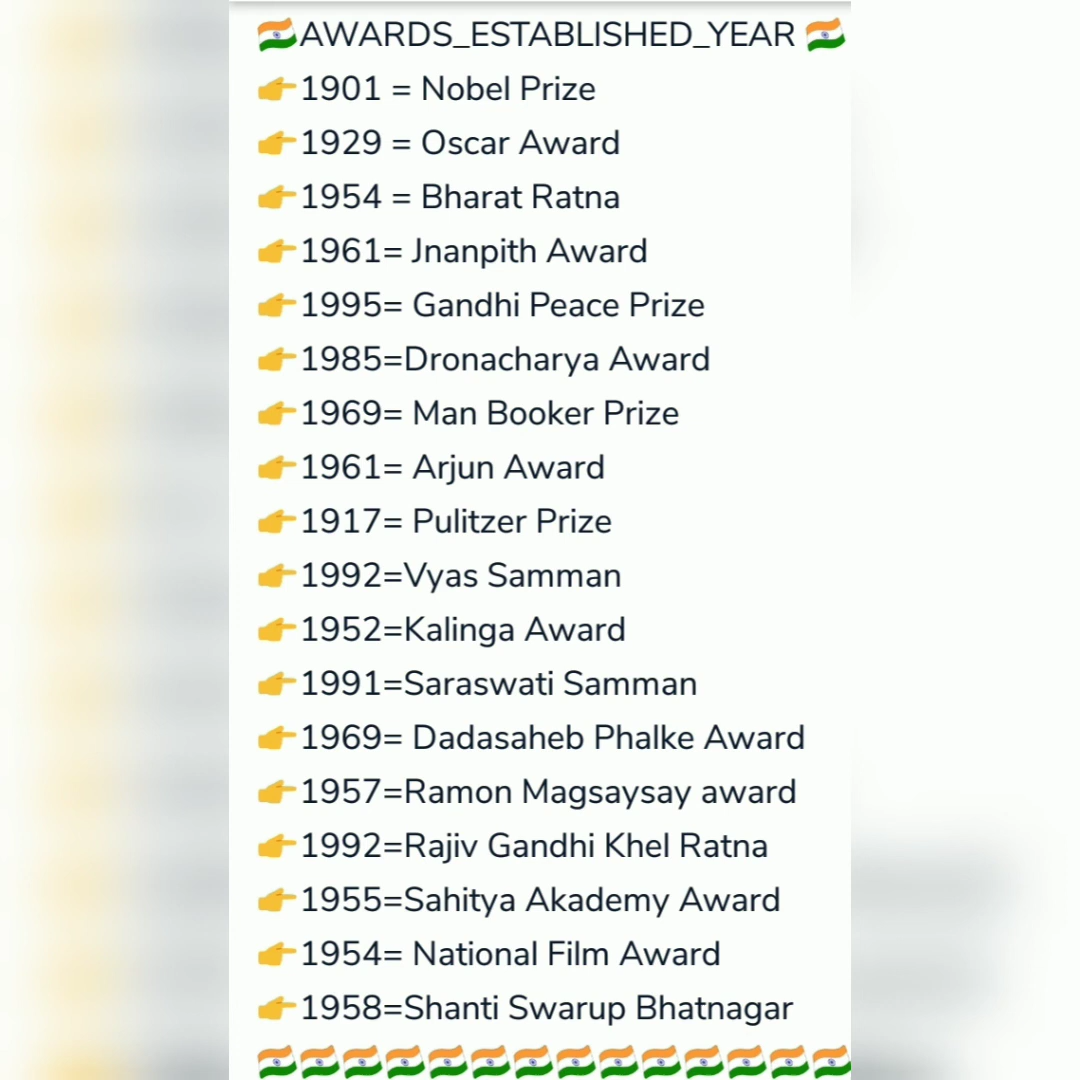 🇮🇳AWARDS_ESTABLISHED_YEAR 🇮🇳
👉1901 = Nobel Prize
👉1929 = Oscar Award
👉1954 = Bharat Ratna
👉1961= Jnanpith Award
👉1995= Gandhi Peace Prize
👉1985=Dronacharya Award
👉1969= Man Booker Prize
👉1961= Arjun Award
👉1917= Pulitzer Prize
👉1992=Vyas Samman
👉1952=Kalinga Award
👉1991=Saraswati Samman
👉1969= Dadasaheb Phalke Award
👉1957=Ramon Magsaysay award
👉1992=Rajiv Gandhi Khel Ratna
👉1955=Sahitya Akademy Award
👉1954= National Film Award
👉1958=Shanti Swarup Bhatnagar
🇮🇳🇮🇳🇮🇳🇮🇳🇮🇳🇮🇳🇮🇳🇮🇳🇮🇳🇮🇳🇮🇳🇮🇳🇮🇳🇮🇳